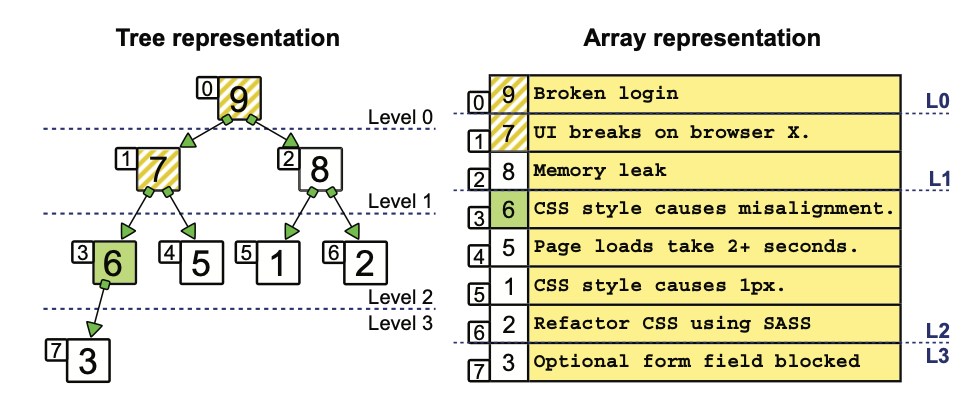 Tree representation
0 9
Level 0
1 7
2 8
Level 1
3 6
4 5
5 1
6 2
Level 2
Level 3
7 3
Array representation
0 9 Broken login
L0
1 7 UI breaks on browser X.
2 8 Memory leak
L1
3 6 CSS style causes misalignment.
4 5 Page loads take 2+ seconds.
5 1 CSS style causes 1px.
6 2 Refactor CSS using SASS
L2
L3
7 3 Optional form field blocked